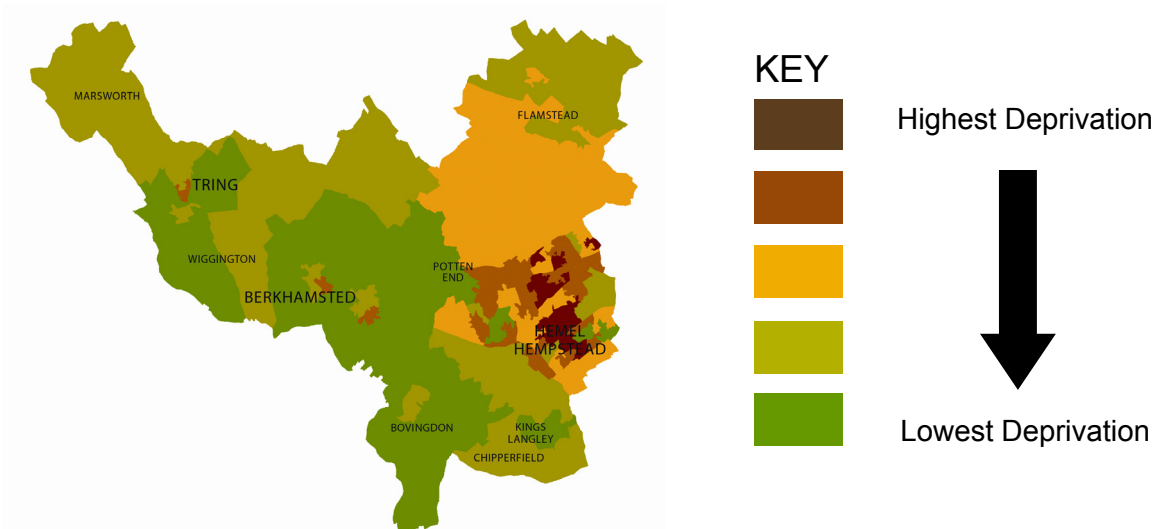 MARSWORTH
FLAMSTEAD
TRING
WIGGINGTON
POTTEN
END
BERKHAMSTED
HEMEL
HEMPSTEAD
BOVINGDON
KINGS
LANGLEY
CHIPPERFIELD
KEY
Highest Deprivation
Lowest Deprivation